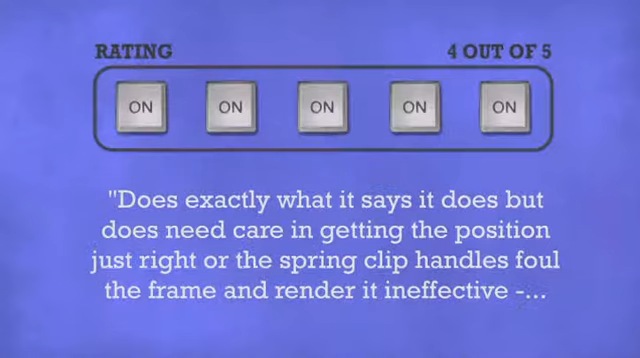 RATING 4 OUT OF 5
ON ON ON ON ON
"Does exactly what it says it does but
does need care in getting the position
just right or the spring clip handles foul
the frame and render it ineffective -...